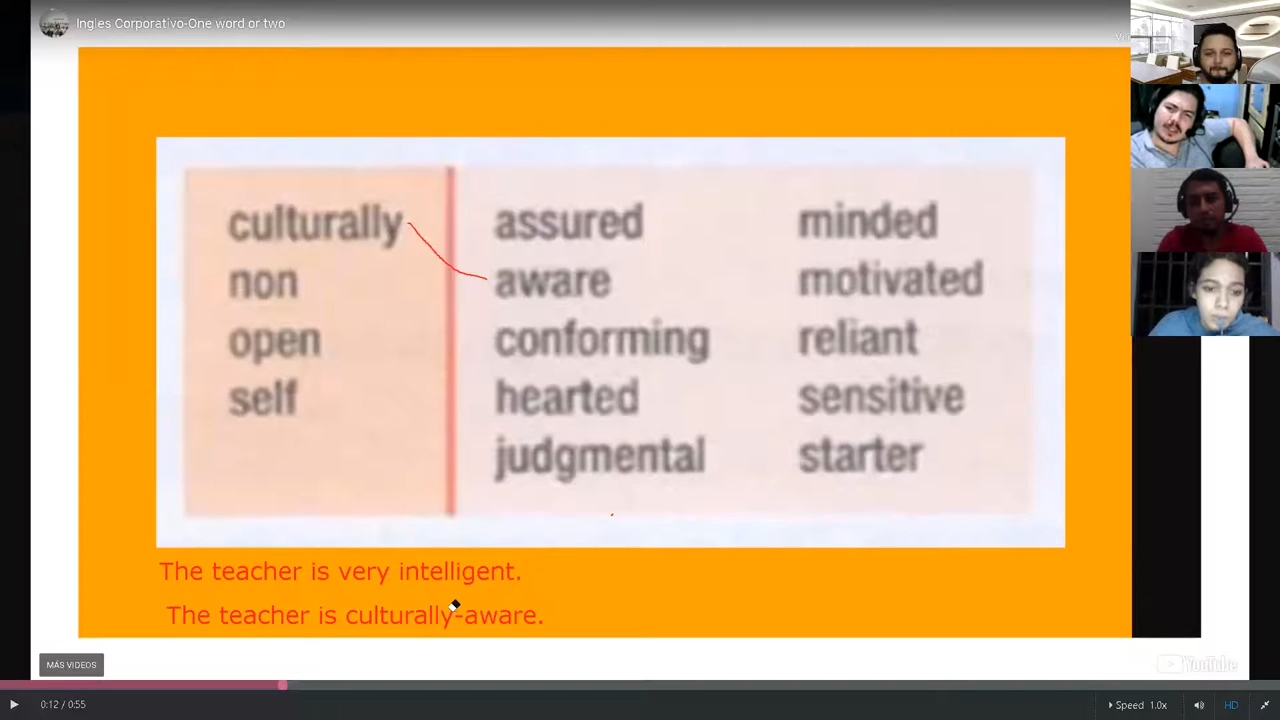 Ingles Corporativo-One word or two
culturally assured minded
non aware motivated
open conforming reliant
self hearted sensitive
judgmental starter
The teacher is very intelligent.
The teacher is culturally-aware.
MÁS VIDEOS
YouTube
0:12 / 0:55
Speed 1.0x
HD